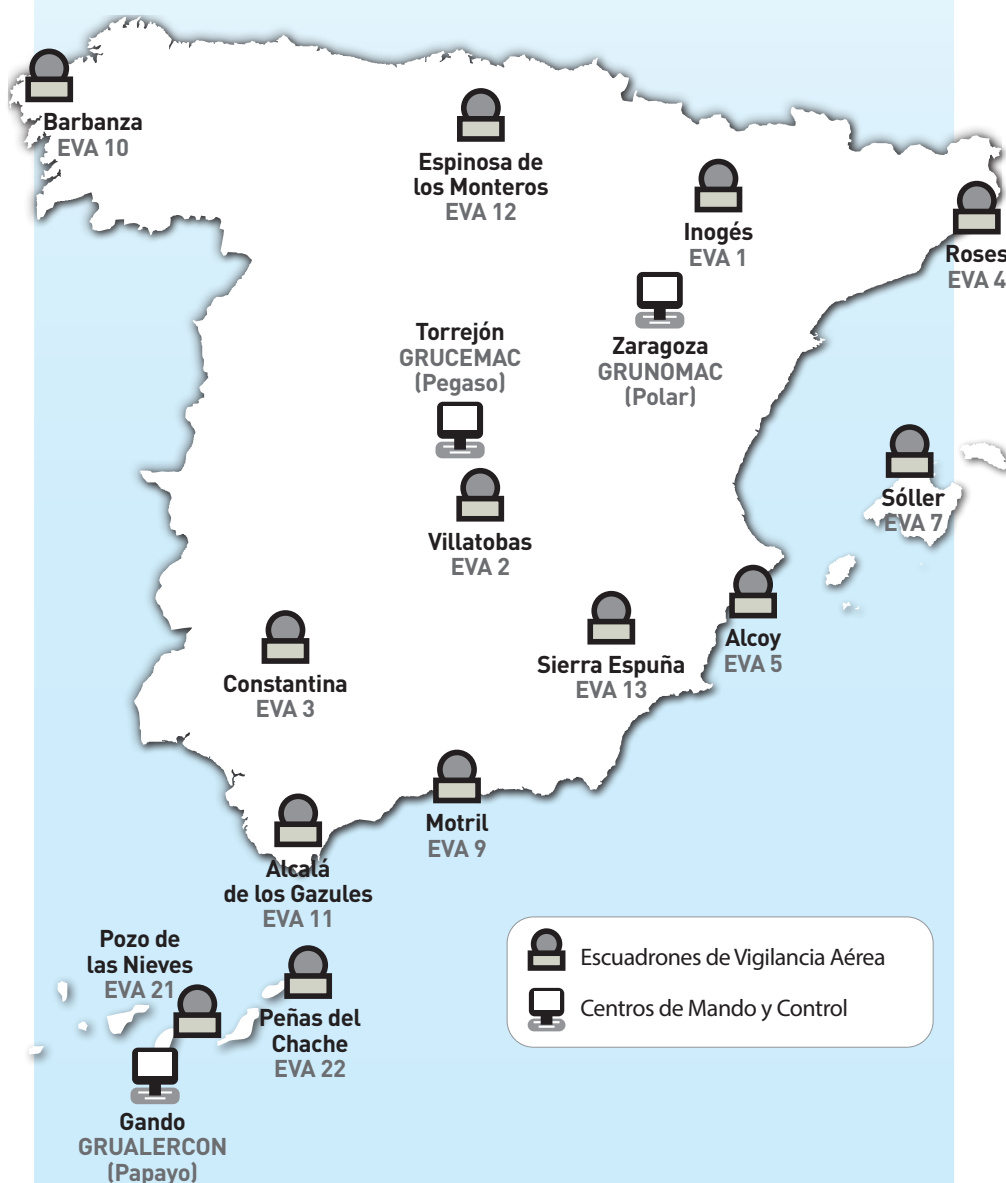 Barbanza
EVA 10
Espinosa de
los Monteros
EVA 12
Inogés
EVA 1
Roses
EVA 4
Torrejón
GRUCEMAC
(Pegaso)
Zaragoza
GRUNOMAC
(Polar)
Sóller
EVA 7
Villatobas
EVA 2
Alcoy
EVA 5
Sierra Espuña
EVA 13
Constantina
EVA 3
Motril
EVA 9
Alcalá
de los Gazules
EVA 11
Pozo de
las Nieves
EVA 21
Peñas del
Chache
EVA 22
Gando
GRUALERCON
(Papayo)
Escuadrones de Vigilancia Aérea
Centros de Mando y Control